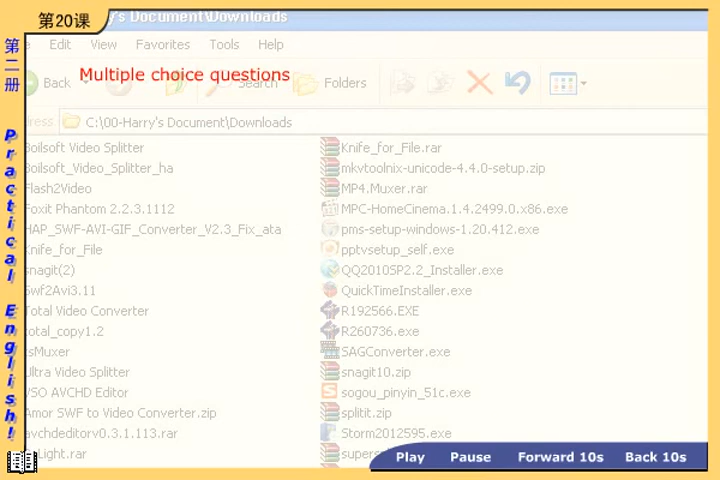 第20课
第二册
Practical English!
y's Document\Downloads
Edit View Favorites Tools Help
Back Search Folders
Multiple choice questions
ress C:\00-Harry's Document\Downloads
Boilsoft Video Splitter
Boilsoft_Video_Splitter_ha
Flash2Video
Foxit Phantom 2.2.3.1112
HAP_SWF-AVI-GIF_Converter_V2.3_Fix_ata
Knife_for_File
snagit(2)
Swf2Avi3.11
Total Video Converter
total_copy1.2
tsMuxer
Ultra Video Splitter
VSO AVCHD Editor
Amor SWF to Video Converter.zip
avchdeditorv0.3.1.113.rar
Light.rar
Knife_for_File.rar
mkvtoolnix-unicode-4.4.0-setup.zip
MP4.Muxer.rar
MPC-HomeCinema.1.4.2499.0.x86.exe
pms-setup-windows-1.20.412.exe
pptvsetup_self.exe
QQ2010SP2.2_Installer.exe
QuickTimeInstaller.exe
R192566.EXE
R260736.exe
SAGConverter.exe
snagit10.zip
sogou_pinyin_51c.exe
splitit.zip
Storm2012595.exe
Play Pause Forward 10s Back 10s